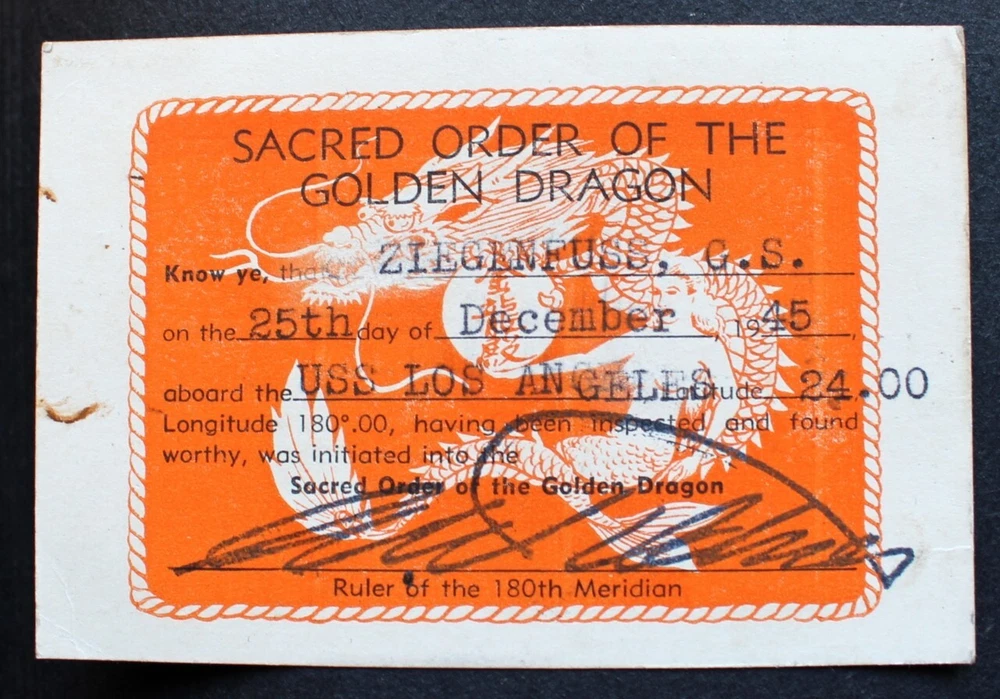 SACRED ORDER OF THE
GOLDEN DRAGON
Know ye, that ZIEGINFUSS, G.S.
on the 25th day of December, 1945,
aboard the USS LOS ANGELES Latitude 24.00
Longitude 180°.00, having been inspected and found
worthy, was initiated into the
Sacred Order of the Golden Dragon
Ruler of the 180th Meridian